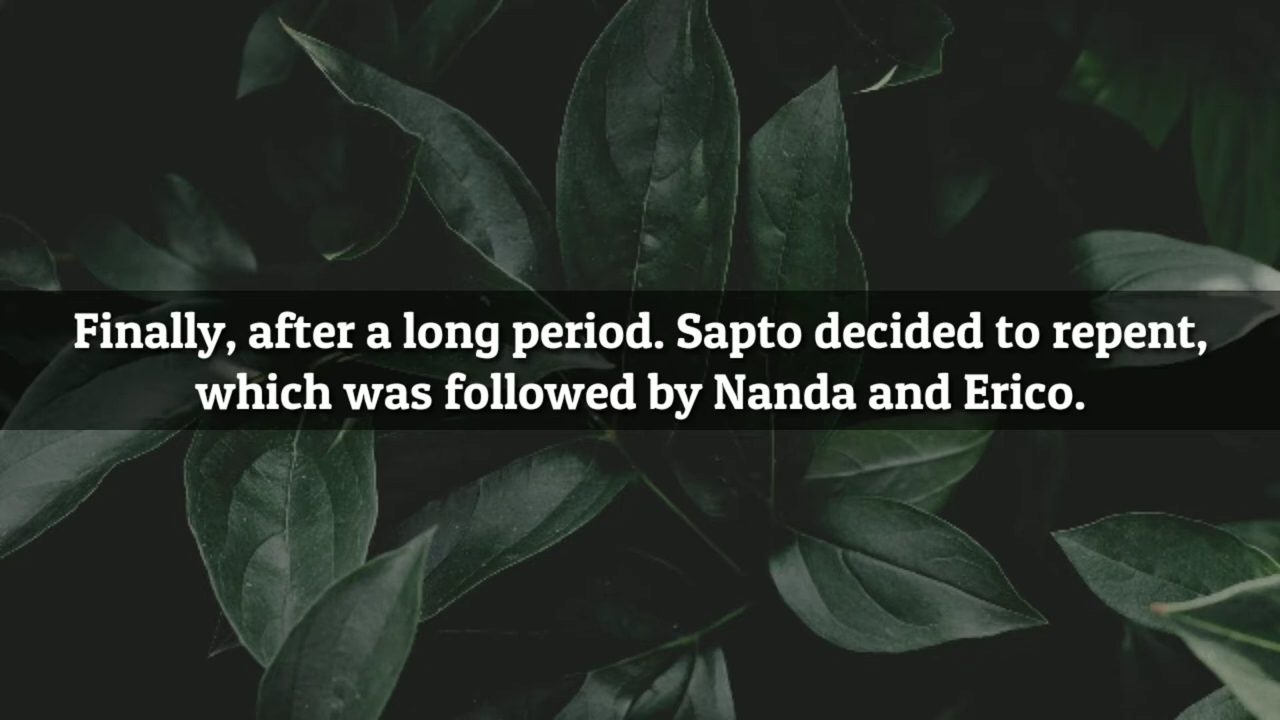 Finally, after a long period. Sapto decided to repent,
which was followed by Nanda and Erico.